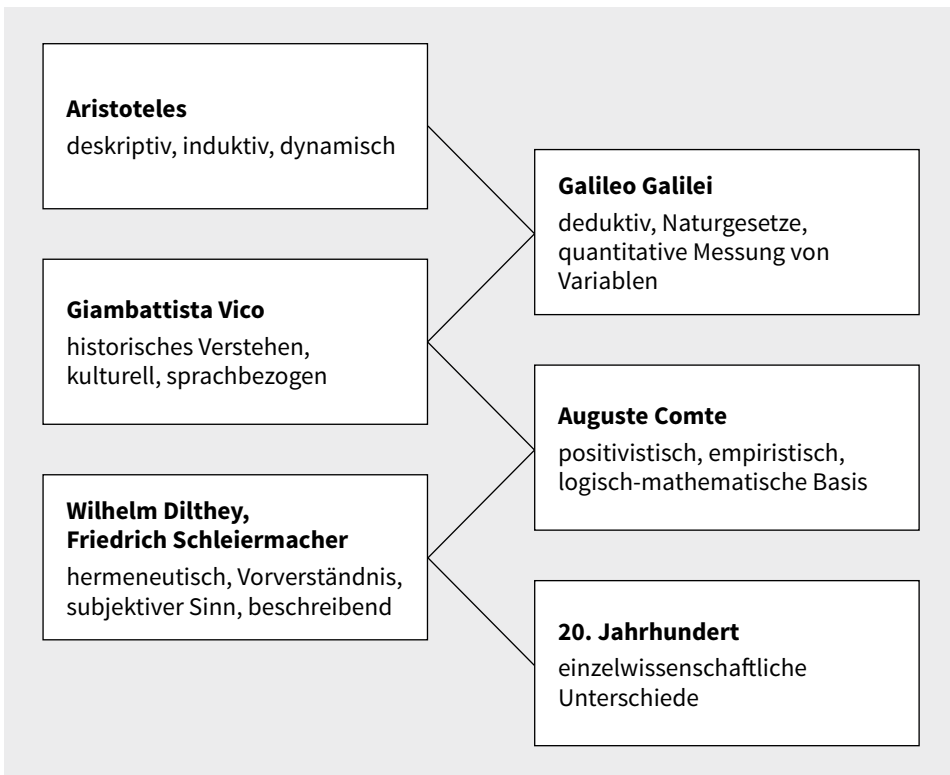 Aristoteles
deskriptiv, induktiv, dynamisch
Galileo Galilei
deduktiv, Naturgesetze,
quantitative Messung von
Variablen
Giambattista Vico
historisches Verstehen,
kulturell, sprachbezogen
Auguste Comte
positivistisch, empiristisch,
logisch-mathematische Basis
Wilhelm Dilthey,
Friedrich Schleiermacher
hermeneutisch, Vorverständnis,
subjektiver Sinn, beschreibend
20. Jahrhundert
einzelwissenschaftliche
Unterschiede